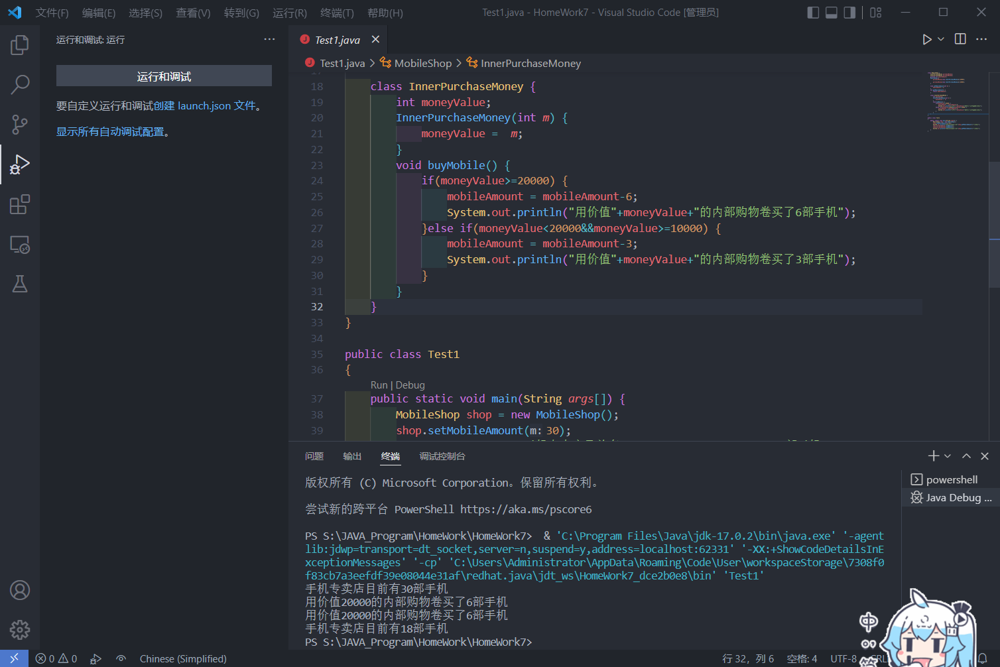 文件(F) 编辑(E) 选择(S) 查看(V) 转到(G) 运行(R) 终端(T) 帮助(H) Test1.java - HomeWork7 - Visual Studio Code [管理员]
运行和调试: 运行
运行和调试
要自定义运行和调试创建 launch.json 文件。
显示所有自动调试配置。
J Test1.java
J Test1.java MobileShop InnerPurchaseMoney
18 class InnerPurchaseMoney {
19 int moneyValue;
20 InnerPurchaseMoney(int m) {
21 moneyValue =  m;
22 }
23 void buyMobile() {
24 if(moneyValue>=20000) {
25 mobileAmount = mobileAmount-6;
26 System.out.println("用价值"+moneyValue+"的内部购物卷买了6部手机");
27 }else if(moneyValue<20000&&moneyValue>=10000) {
28 mobileAmount = mobileAmount-3;
29 System.out.println("用价值"+moneyValue+"的内部购物卷买了3部手机");
30 }
31 }
32 }
33 }
34
35 public class Test1
36 {
Run | Debug
37 public static void main(String args[]) {
38 MobileShop shop = new MobileShop();
39 shop.setMobileAmount(m: 30);
问题 输出 终端 调试控制台
powershell
Java Debug ...
版权所有 (C) Microsoft Corporation。保留所有权利。
尝试新的跨平台 PowerShell https://aka.ms/pscore6
PS S:\JAVA_Program\HomeWork\HomeWork7>  & 'C:\Program Files\Java\jdk-17.0.2\bin\java.exe' '-agent
lib:jdwp=transport=dt_socket,server=n,suspend=y,address=localhost:62331' '-XX:+ShowCodeDetailsInE
xceptionMessages' '-cp' 'C:\Users\Administrator\AppData\Roaming\Code\User\workspaceStorage\7308f0
f83cb7a3eefdf39e08044e31af\redhat.java\jdt_ws\HomeWork7_dce2b0e8\bin' 'Test1'
手机专卖店目前有30部手机
用价值20000的内部购物卷买了6部手机
用价值20000的内部购物卷买了6部手机
手机专卖店目前有18部手机
PS S:\JAVA_Program\HomeWork\HomeWork7>
中
0 0 Chinese (Simplified) 行 32，列 6 空格: 4 UTF-8